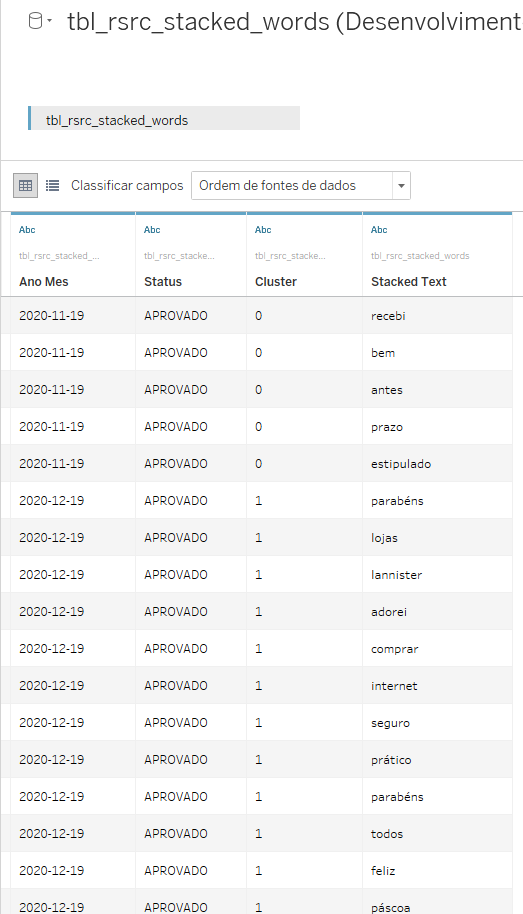 tbl_rsrc_stacked_words (Desenvolviment
tbl_rsrc_stacked_words
Classificar campos Ordem de fontes de dados
Abc Abc Abc Abc
tbl_rsrc_stacked_... tbl_rsrc_stacke... tbl_rsrc_stacke... tbl_rsrc_stacked_words
Ano Mes Status Cluster Stacked Text
2020-11-19 APROVADO 0 recebi
2020-11-19 APROVADO 0 bem
2020-11-19 APROVADO 0 antes
2020-11-19 APROVADO 0 prazo
2020-11-19 APROVADO 0 estipulado
2020-12-19 APROVADO 1 parabéns
2020-12-19 APROVADO 1 lojas
2020-12-19 APROVADO 1 lannister
2020-12-19 APROVADO 1 adorei
2020-12-19 APROVADO 1 comprar
2020-12-19 APROVADO 1 internet
2020-12-19 APROVADO 1 seguro
2020-12-19 APROVADO 1 prático
2020-12-19 APROVADO 1 parabéns
2020-12-19 APROVADO 1 todos
2020-12-19 APROVADO 1 feliz
2020-12-19 APROVADO 1 páscoa